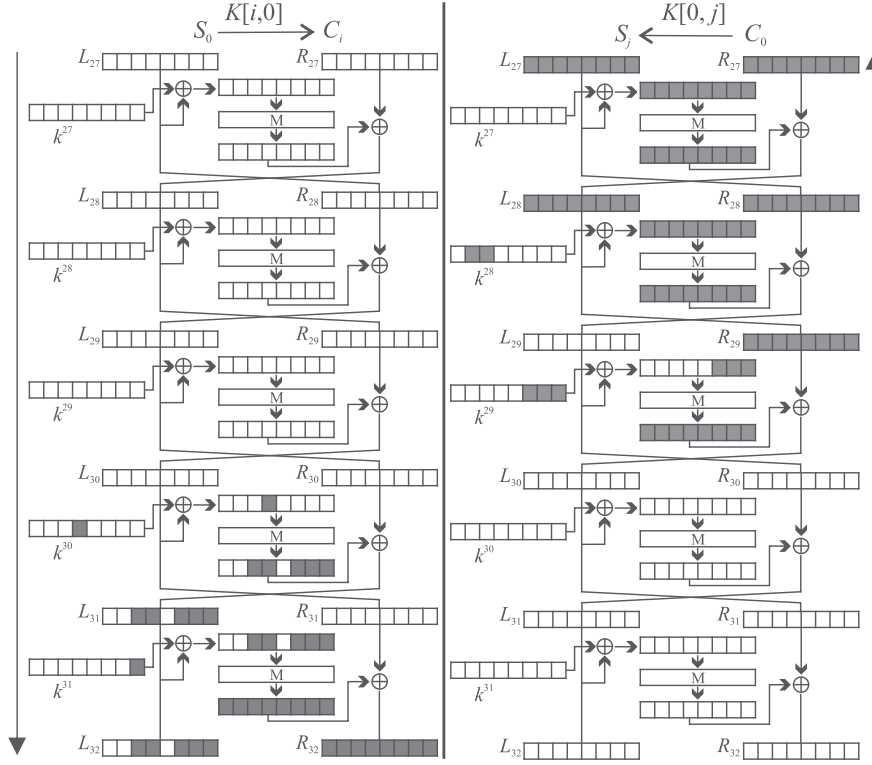 K[i,0]
S₀ → Cᵢ
L₂₇ R₂₇
M
k²⁷
L₂₈ R₂₈
M
k²⁸
L₂₉ R₂₉
M
k²⁹
L₃₀ R₃₀
M
k³⁰
L₃₁ R₃₁
M
k³¹
L₃₂ R₃₂
K[0,j]
Sⱼ ← C₀
L₂₇ R₂₇
M
k²⁷
L₂₈ R₂₈
M
k²⁸
L₂₉ R₂₉
M
k²⁹
L₃₀ R₃₀
M
k³⁰
L₃₁ R₃₁
M
k³¹
L₃₂ R₃₂